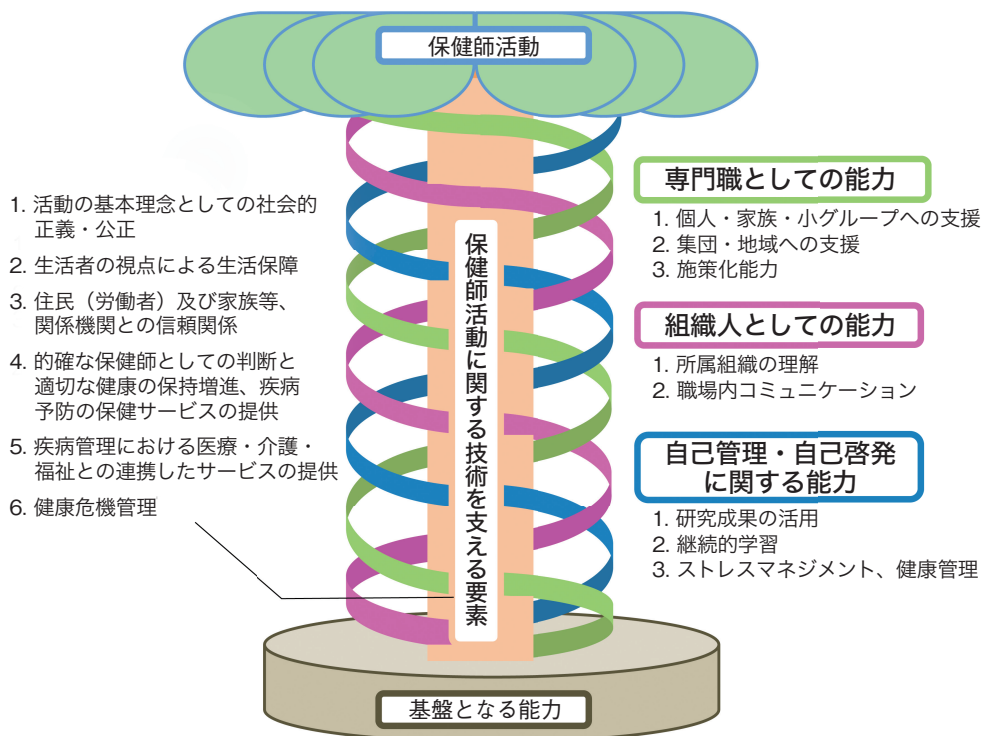 保健師活動
1. 活動の基本理念としての社会的
正義・公正
2. 生活者の視点による生活保障
3. 住民（労働者）及び家族等、
関係機関との信頼関係
4. 的確な保健師としての判断と
適切な健康の保持増進、疾病
予防の保健サービスの提供
5. 疾病管理における医療・介護・
福祉との連携したサービスの提供
6. 健康危機管理
保健師活動に関する技術を支える要素
専門職としての能力
1. 個人・家族・小グループへの支援
2. 集団・地域への支援
3. 施策化能力
組織人としての能力
1. 所属組織の理解
2. 職場内コミュニケーション
自己管理・自己啓発
に関する能力
1. 研究成果の活用
2. 継続的学習
3. ストレスマネジメント、健康管理
基盤となる能力